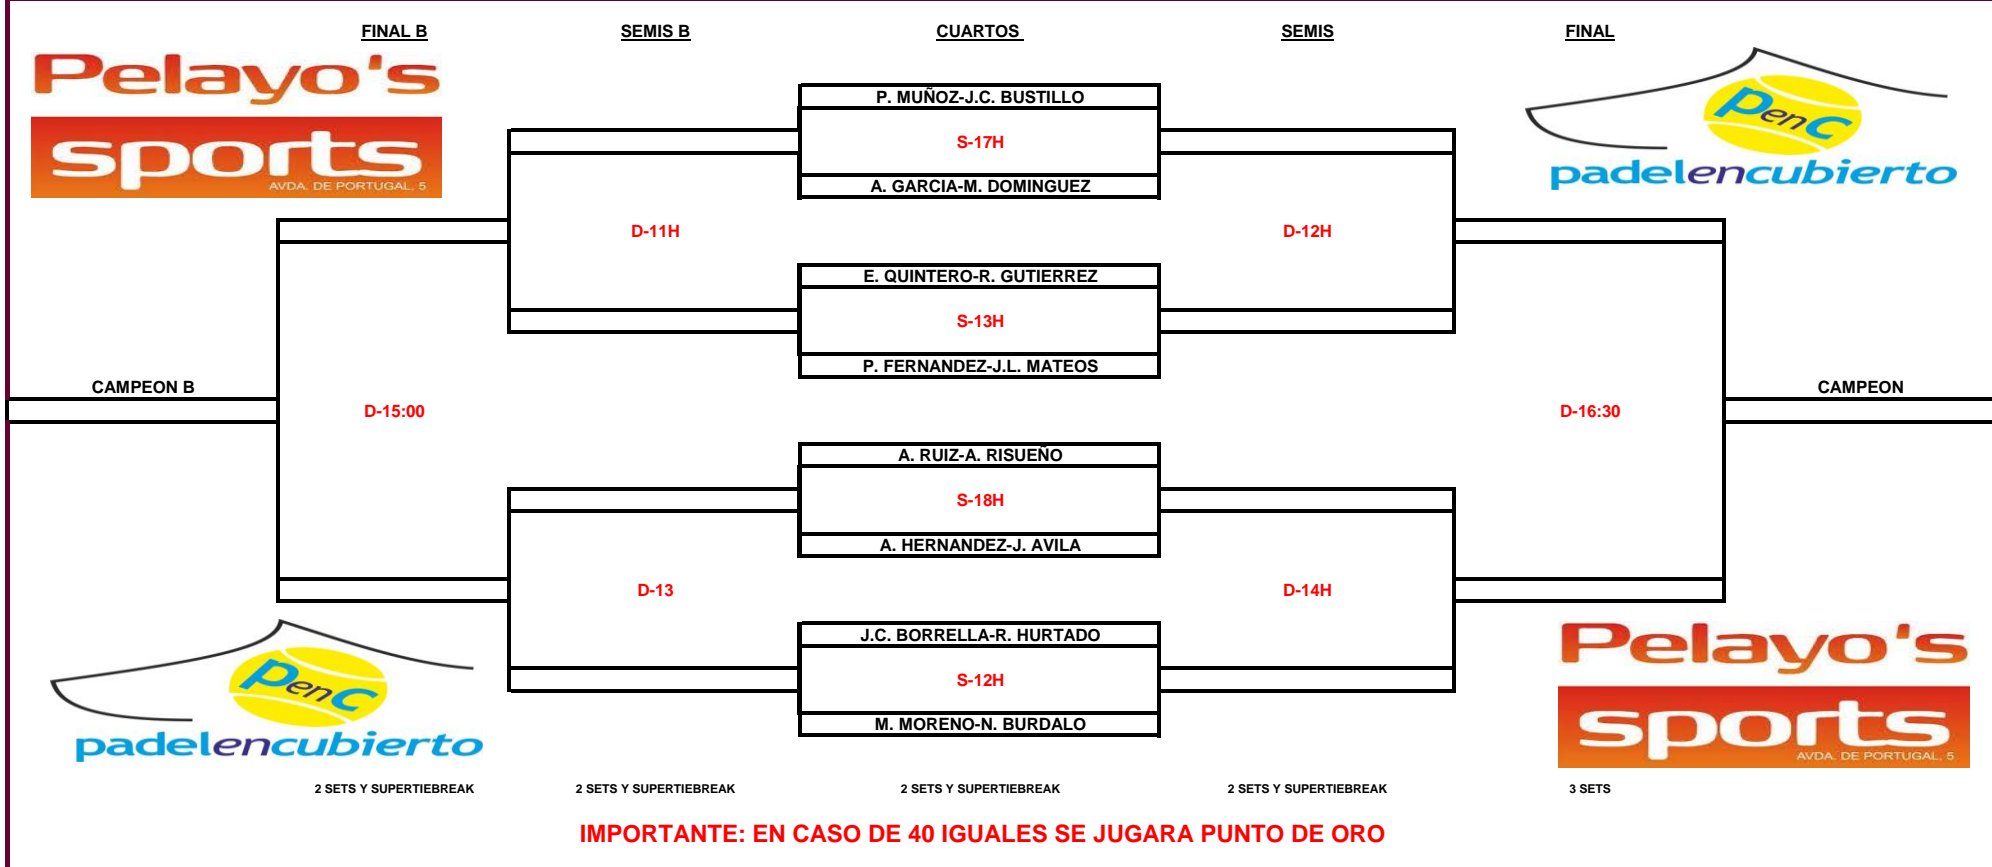 FINAL B
SEMIS B
CUARTOS
SEMIS
FINAL
Pelayo's
sports
AVDA. DE PORTUGAL, 5
PenC
padelencubierto
P. MUÑOZ-J.C. BUSTILLO
S-17H
A. GARCIA-M. DOMINGUEZ
D-11H
D-12H
E. QUINTERO-R. GUTIERREZ
S-13H
P. FERNANDEZ-J.L. MATEOS
CAMPEON B
CAMPEON
D-15:00
D-16:30
A. RUIZ-A. RISUEÑO
S-18H
A. HERNANDEZ-J. AVILA
D-13
D-14H
J.C. BORRELLA-R. HURTADO
S-12H
M. MORENO-N. BURDALO
PenC
padelencubierto
Pelayo's
sports
AVDA. DE PORTUGAL, 5
2 SETS Y SUPERTIEBREAK
2 SETS Y SUPERTIEBREAK
2 SETS Y SUPERTIEBREAK
2 SETS Y SUPERTIEBREAK
3 SETS
IMPORTANTE: EN CASO DE 40 IGUALES SE JUGARA PUNTO DE ORO